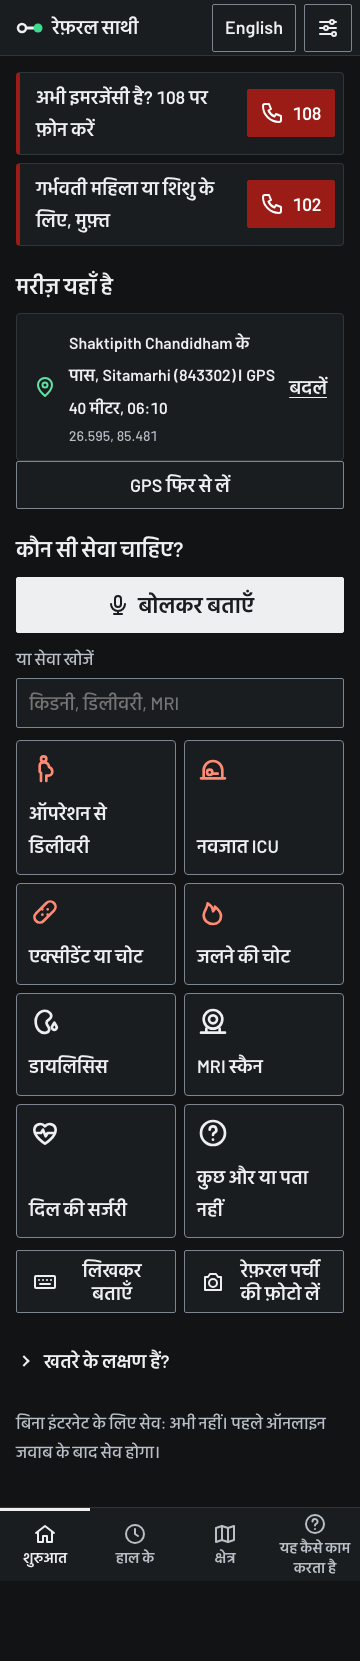 रेफ़रल साथी
English
अभी इमरजेंसी है? 108 पर
फ़ोन करें
108
गर्भवती महिला या शिशु के
लिए, मुफ़्त
102
मरीज़ यहाँ है
Shaktipith Chandidham के
पास, Sitamarhi (843302)। GPS
40 मीटर, 06:10
26.595, 85.481
बदलें
GPS फिर से लें
कौन सी सेवा चाहिए?
बोलकर बताएँ
या सेवा खोजें
किडनी, डिलीवरी, MRI
ऑपरेशन से
डिलीवरी
नवजात ICU
एक्सीडेंट या चोट
जलने की चोट
डायलिसिस
MRI स्कैन
दिल की सर्जरी
कुछ और या पता
नहीं
लिखकर
बताएँ
रेफ़रल पर्ची
की फ़ोटो लें
खतरे के लक्षण हैं?
बिना इंटरनेट के लिए सेव: अभी नहीं। पहले ऑनलाइन
जवाब के बाद सेव होगा।
शुरुआत
हाल के
क्षेत्र
यह कैसे काम
करता है